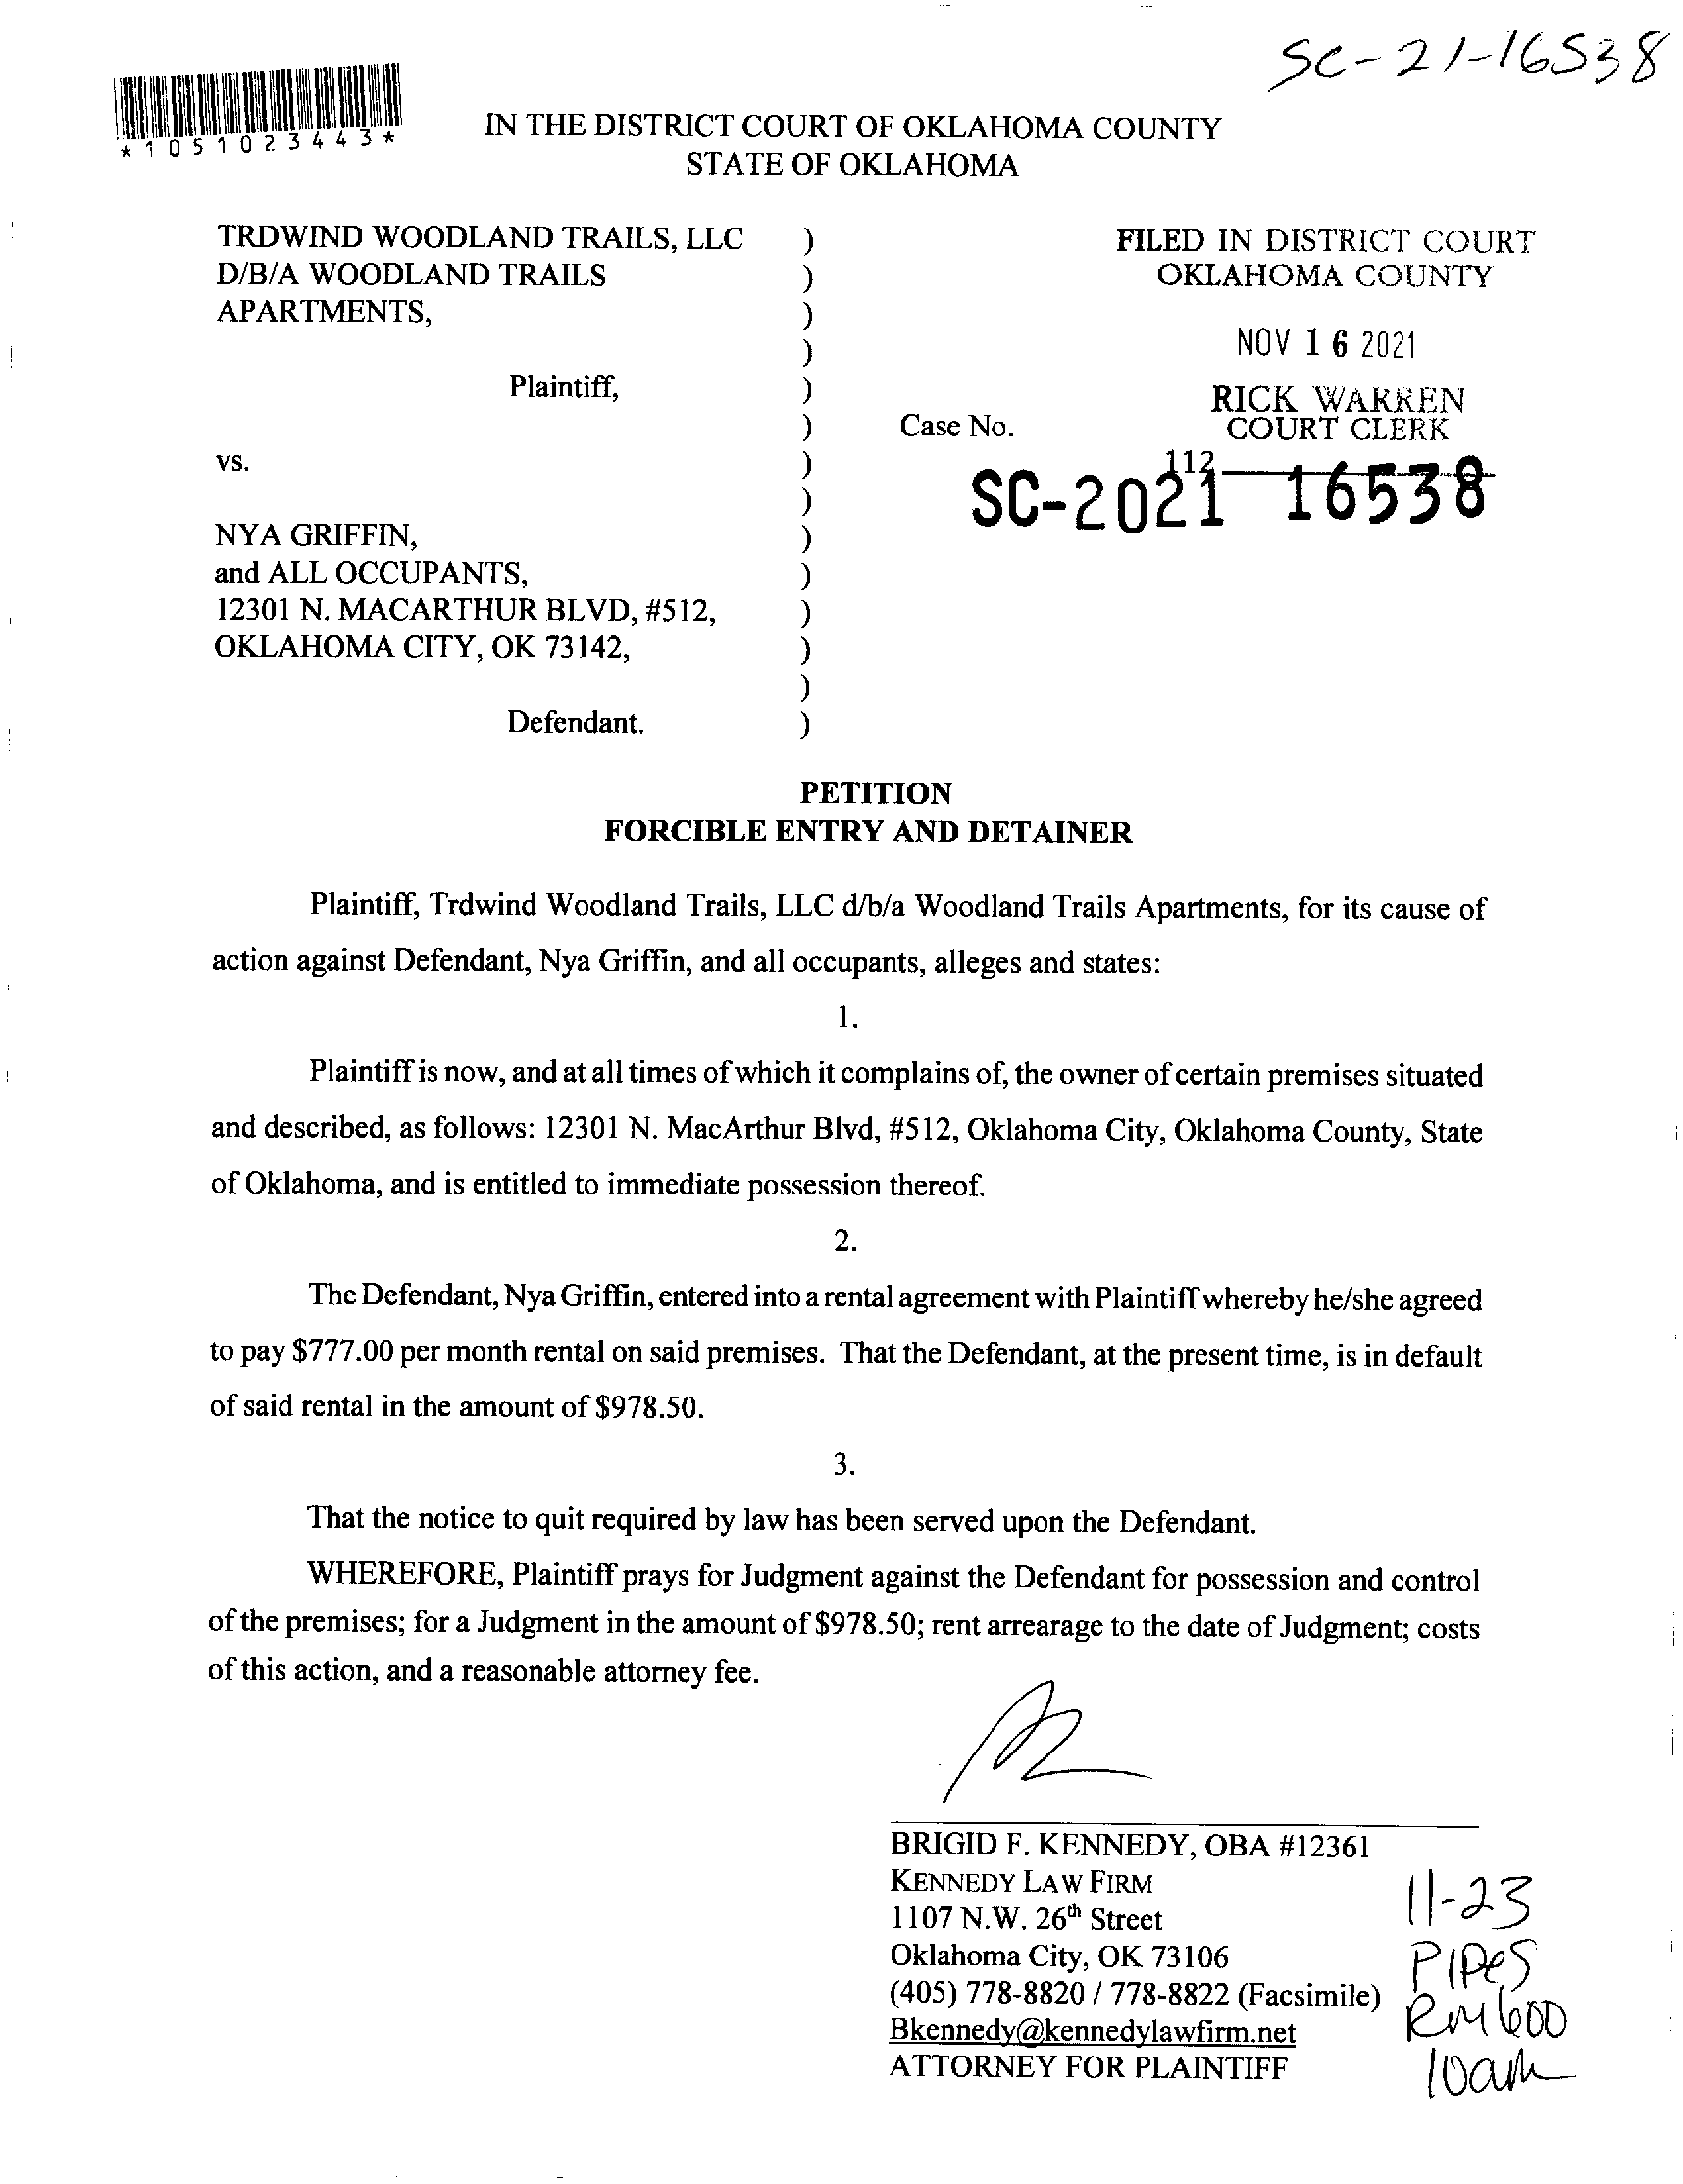 SC-21-16538
*1051023443*
IN THE DISTRICT COURT OF OKLAHOMA COUNTY
STATE OF OKLAHOMA
TRDWIND WOODLAND TRAILS, LLC )
D/B/A WOODLAND TRAILS )
APARTMENTS, )
)
Plaintiff, )
)
vs. )
)
NYA GRIFFIN, )
and ALL OCCUPANTS, )
12301 N. MACARTHUR BLVD, #512, )
OKLAHOMA CITY, OK 73142, )
)
Defendant. )
FILED IN DISTRICT COURT
OKLAHOMA COUNTY
NOV 16 2021
RICK WARREN
COURT CLERK
112
Case No.
SC-2021 16538
PETITION
FORCIBLE ENTRY AND DETAINER
Plaintiff, Trdwind Woodland Trails, LLC d/b/a Woodland Trails Apartments, for its cause of
action against Defendant, Nya Griffin, and all occupants, alleges and states:
1.
Plaintiff is now, and at all times of which it complains of, the owner of certain premises situated
and described, as follows: 12301 N. MacArthur Blvd, #512, Oklahoma City, Oklahoma County, State
of Oklahoma, and is entitled to immediate possession thereof.
2.
The Defendant, Nya Griffin, entered into a rental agreement with Plaintiff whereby he/she agreed
to pay $777.00 per month rental on said premises. That the Defendant, at the present time, is in default
of said rental in the amount of $978.50.
3.
That the notice to quit required by law has been served upon the Defendant.
WHEREFORE, Plaintiff prays for Judgment against the Defendant for possession and control
of the premises; for a Judgment in the amount of $978.50; rent arrearage to the date of Judgment; costs
of this action, and a reasonable attorney fee.
BRIGID F. KENNEDY, OBA #12361
KENNEDY LAW FIRM
1107 N.W. 26th Street
Oklahoma City, OK 73106
(405) 778-8820 / 778-8822 (Facsimile)
Bkennedy@kennedylawfirm.net
ATTORNEY FOR PLAINTIFF
11-23
PIPES
RM 600
10am